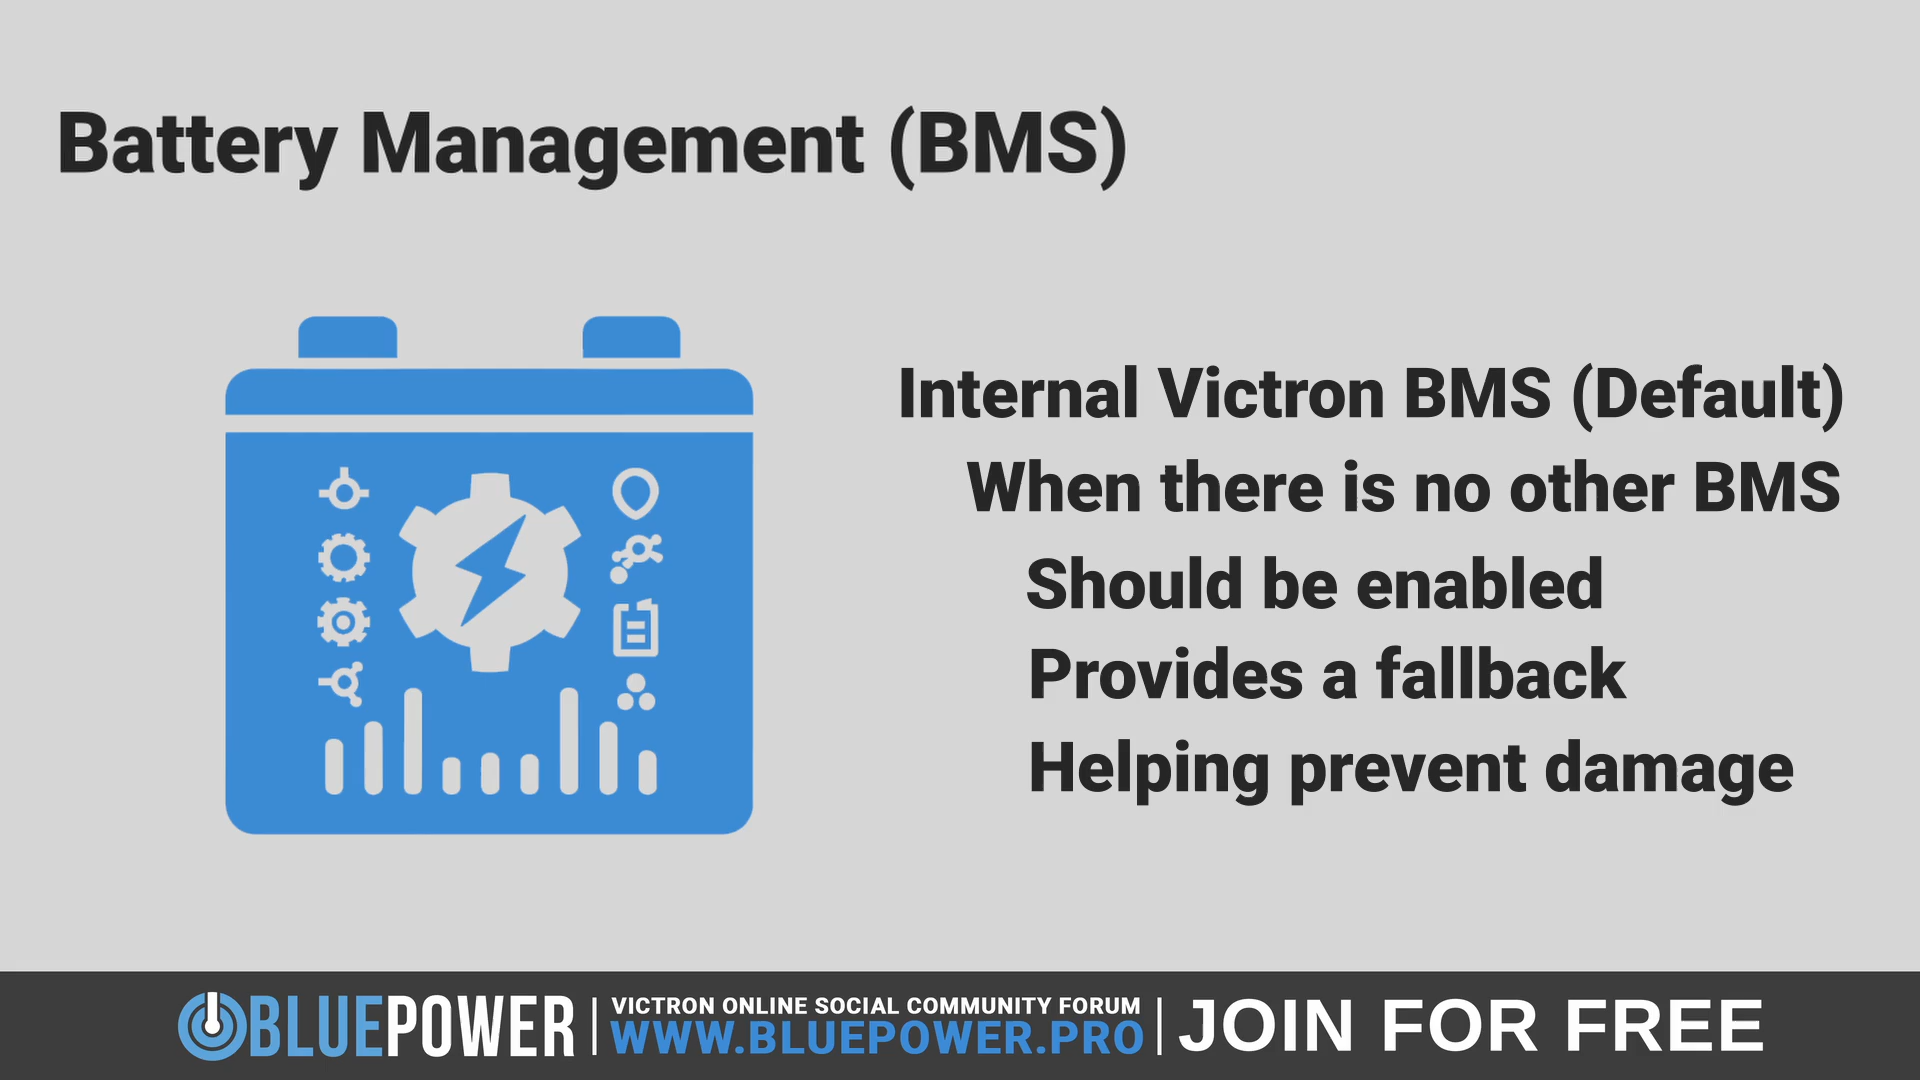 Battery Management (BMS)
Internal Victron BMS (Default)
When there is no other BMS
Should be enabled
Provides a fallback
Helping prevent damage
BLUEPOWER
VICTRON ONLINE SOCIAL COMMUNITY FORUM
WWW.BLUEPOWER.PRO
JOIN FOR FREE